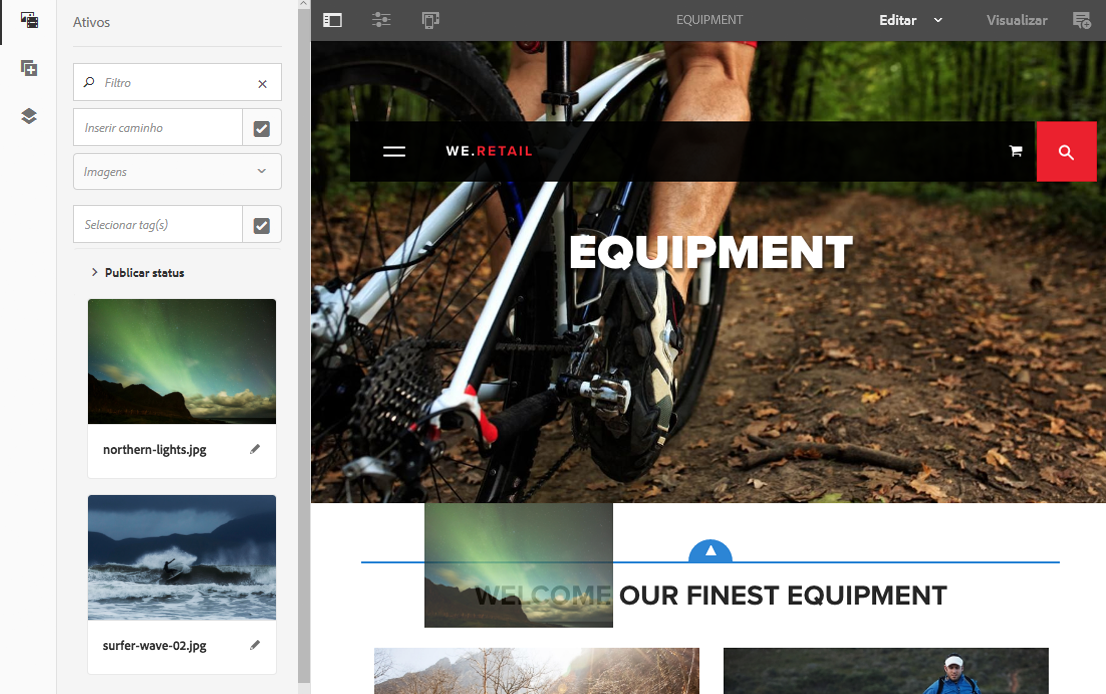 Ativos
Filtro
Inserir caminho
Imagens
Selecionar tag(s)
Publicar status
northern-lights.jpg
surfer-wave-02.jpg
EQUIPMENT
Editar
Visualizar
WE.RETAIL
EQUIPMENT
WELCOME OUR FINEST EQUIPMENT